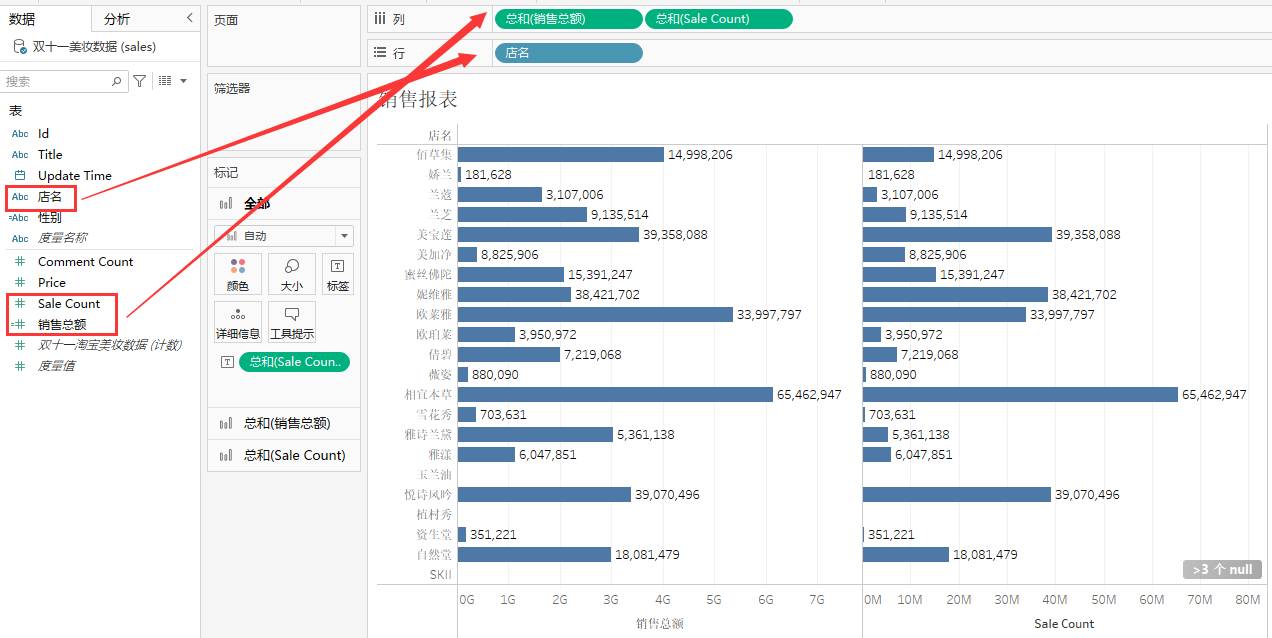 数据
分析
双十一美妆数据 (sales)
搜索
表
Abc Id
Abc Title
Update Time
Abc 店名
=Abc 性别
Abc 度量名称
Comment Count
Price
Sale Count
销售总额
双十一淘宝美妆数据 (计数)
度量值
页面
筛选器
标记
全部
自动
颜色
大小
标签
详细信息
工具提示
总和(Sale Coun..
总和(销售总额)
总和(Sale Count)
列
总和(销售总额)
总和(Sale Count)
行
店名
销售报表
店名
佰草集 14,998,206 14,998,206
娇兰 181,628 181,628
兰蔻 3,107,006 3,107,006
兰芝 9,135,514 9,135,514
美宝莲 39,358,088 39,358,088
美加净 8,825,906 8,825,906
蜜丝佛陀 15,391,247 15,391,247
妮维雅 38,421,702 38,421,702
欧莱雅 33,997,797 33,997,797
欧珀莱 3,950,972 3,950,972
倩碧 7,219,068 7,219,068
薇姿 880,090 880,090
相宜本草 65,462,947 65,462,947
雪花秀 703,631 703,631
雅诗兰黛 5,361,138 5,361,138
雅漾 6,047,851 6,047,851
玉兰油
悦诗风吟 39,070,496 39,070,496
植村秀
资生堂 351,221 351,221
自然堂 18,081,479 18,081,479
SKII
>3 个 null
0G 1G 2G 3G 4G 5G 6G 7G 0M 10M 20M 30M 40M 50M 60M 70M 80M
销售总额 Sale Count